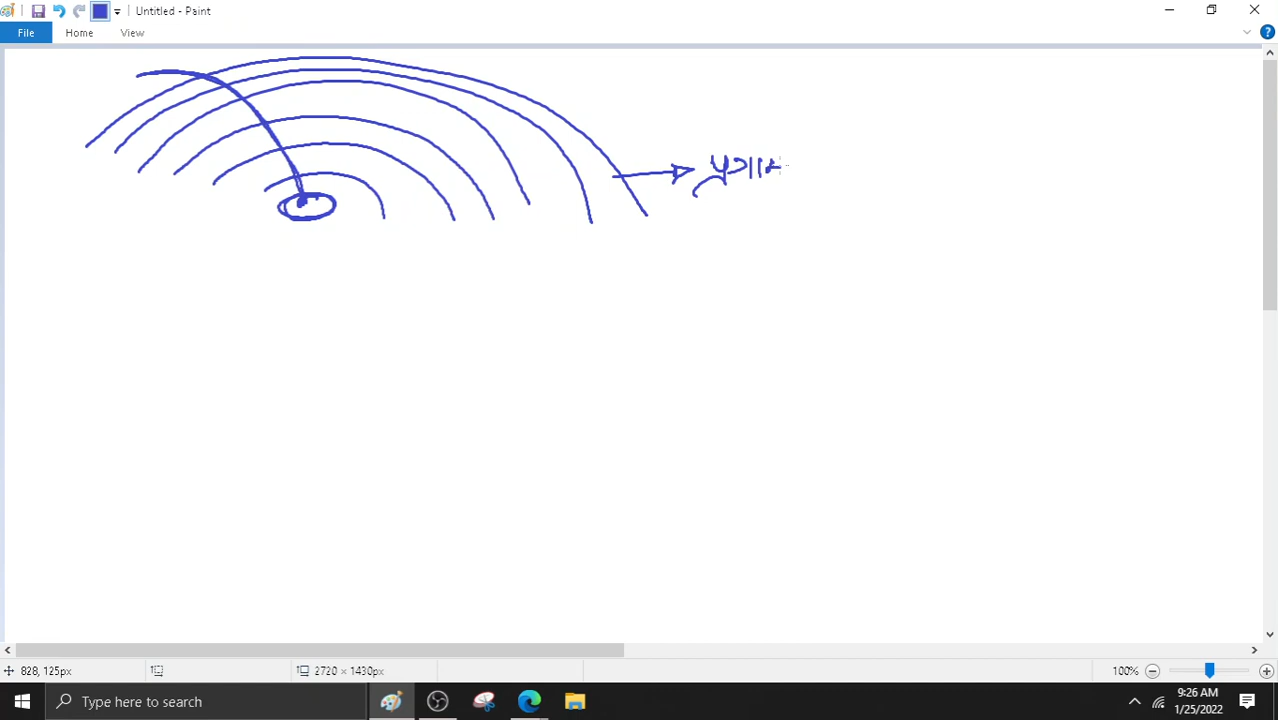 Untitled - Paint
File Home View
828, 125px 2720 × 1430px 100%
Type here to search 9:26 AM
1/25/2022